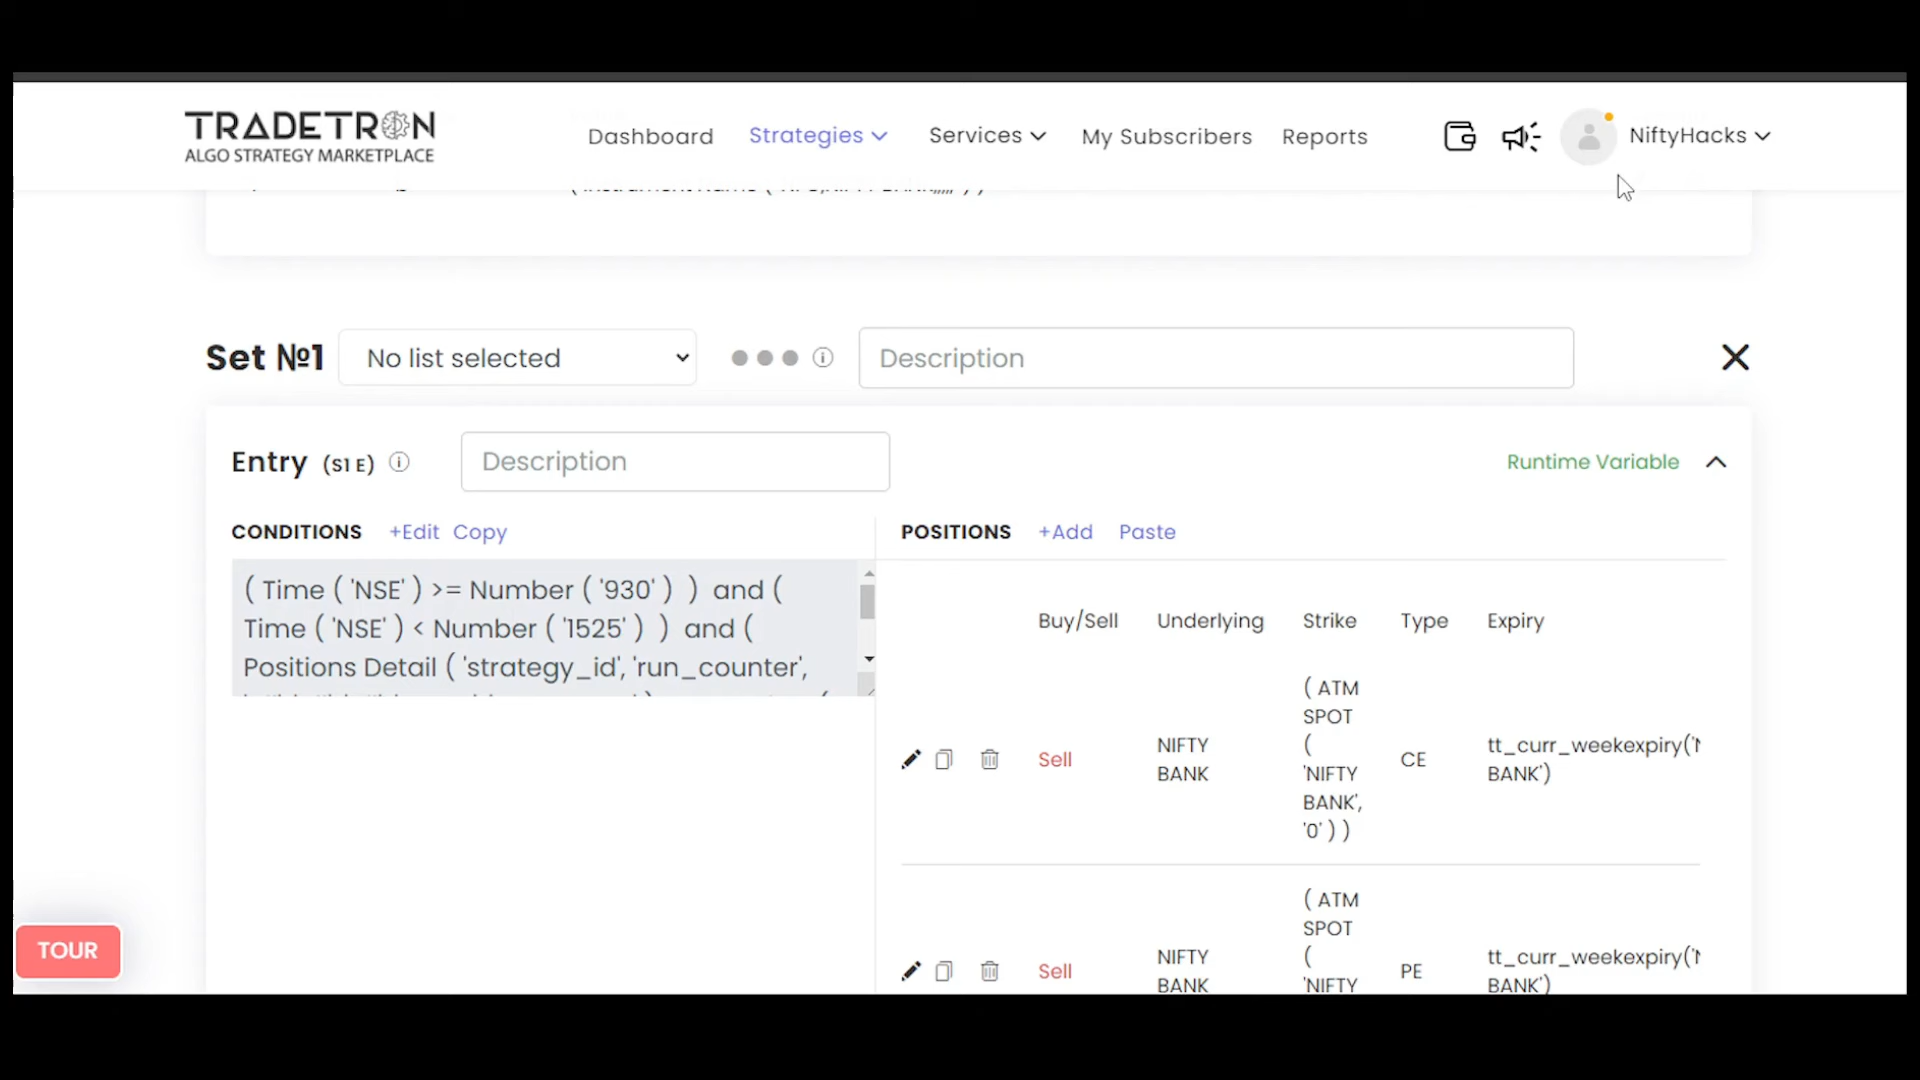 TRADETRON
ALGO STRATEGY MARKETPLACE
Dashboard
Strategies
Services
My Subscribers
Reports
NiftyHacks
Set №1
No list selected
Description
Entry (S1 E)
Description
Runtime Variable
CONDITIONS +Edit Copy
( Time ( 'NSE' ) >= Number ( '930' ) ) and (
Time ( 'NSE' ) < Number ( '1525' ) ) and (
Positions Detail ( 'strategy_id', 'run_counter',
POSITIONS +Add Paste
Buy/Sell Underlying Strike Type Expiry
Sell
NIFTY
BANK
( ATM
SPOT
(
'NIFTY
BANK',
'0' ) )
CE
tt_curr_weekexpiry('
BANK')
Sell
NIFTY
BANK
( ATM
SPOT
(
'NIFTY
PE
tt_curr_weekexpiry('
BANK')
TOUR